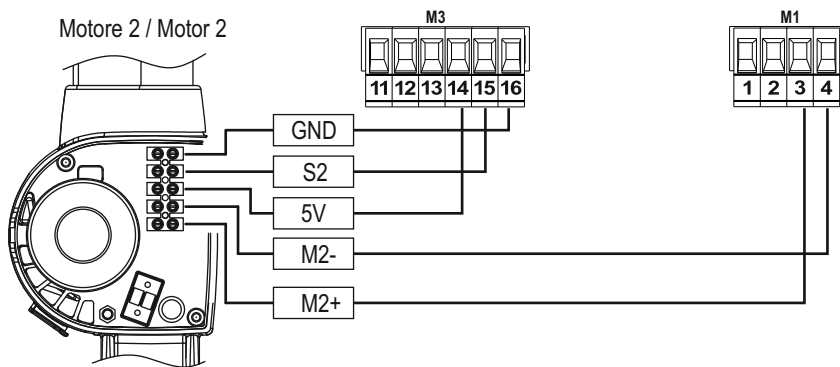 Motore 2 / Motor 2
M3
M1
11 12 13 14 15 16
1 2 3 4
GND
S2
5V
M2-
M2+